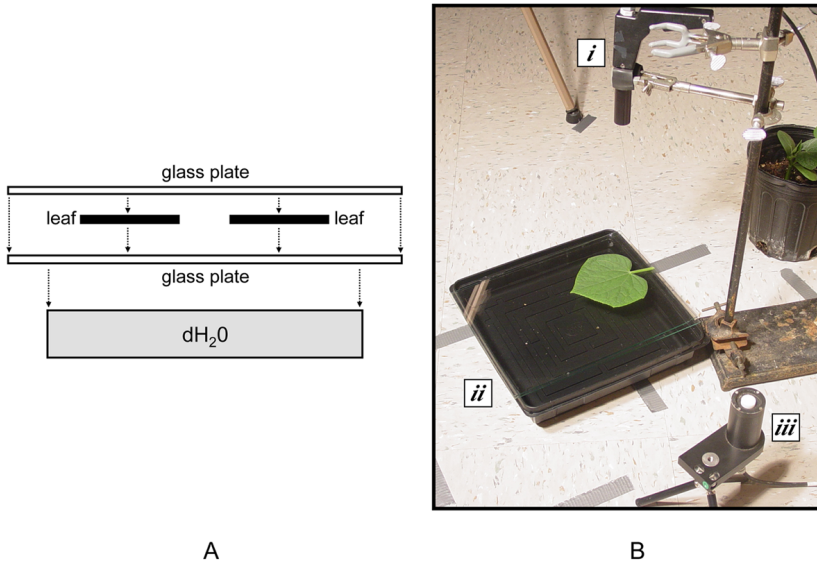 glass plate
leaf
leaf
glass plate
dH20
A
i
ii
iii
B